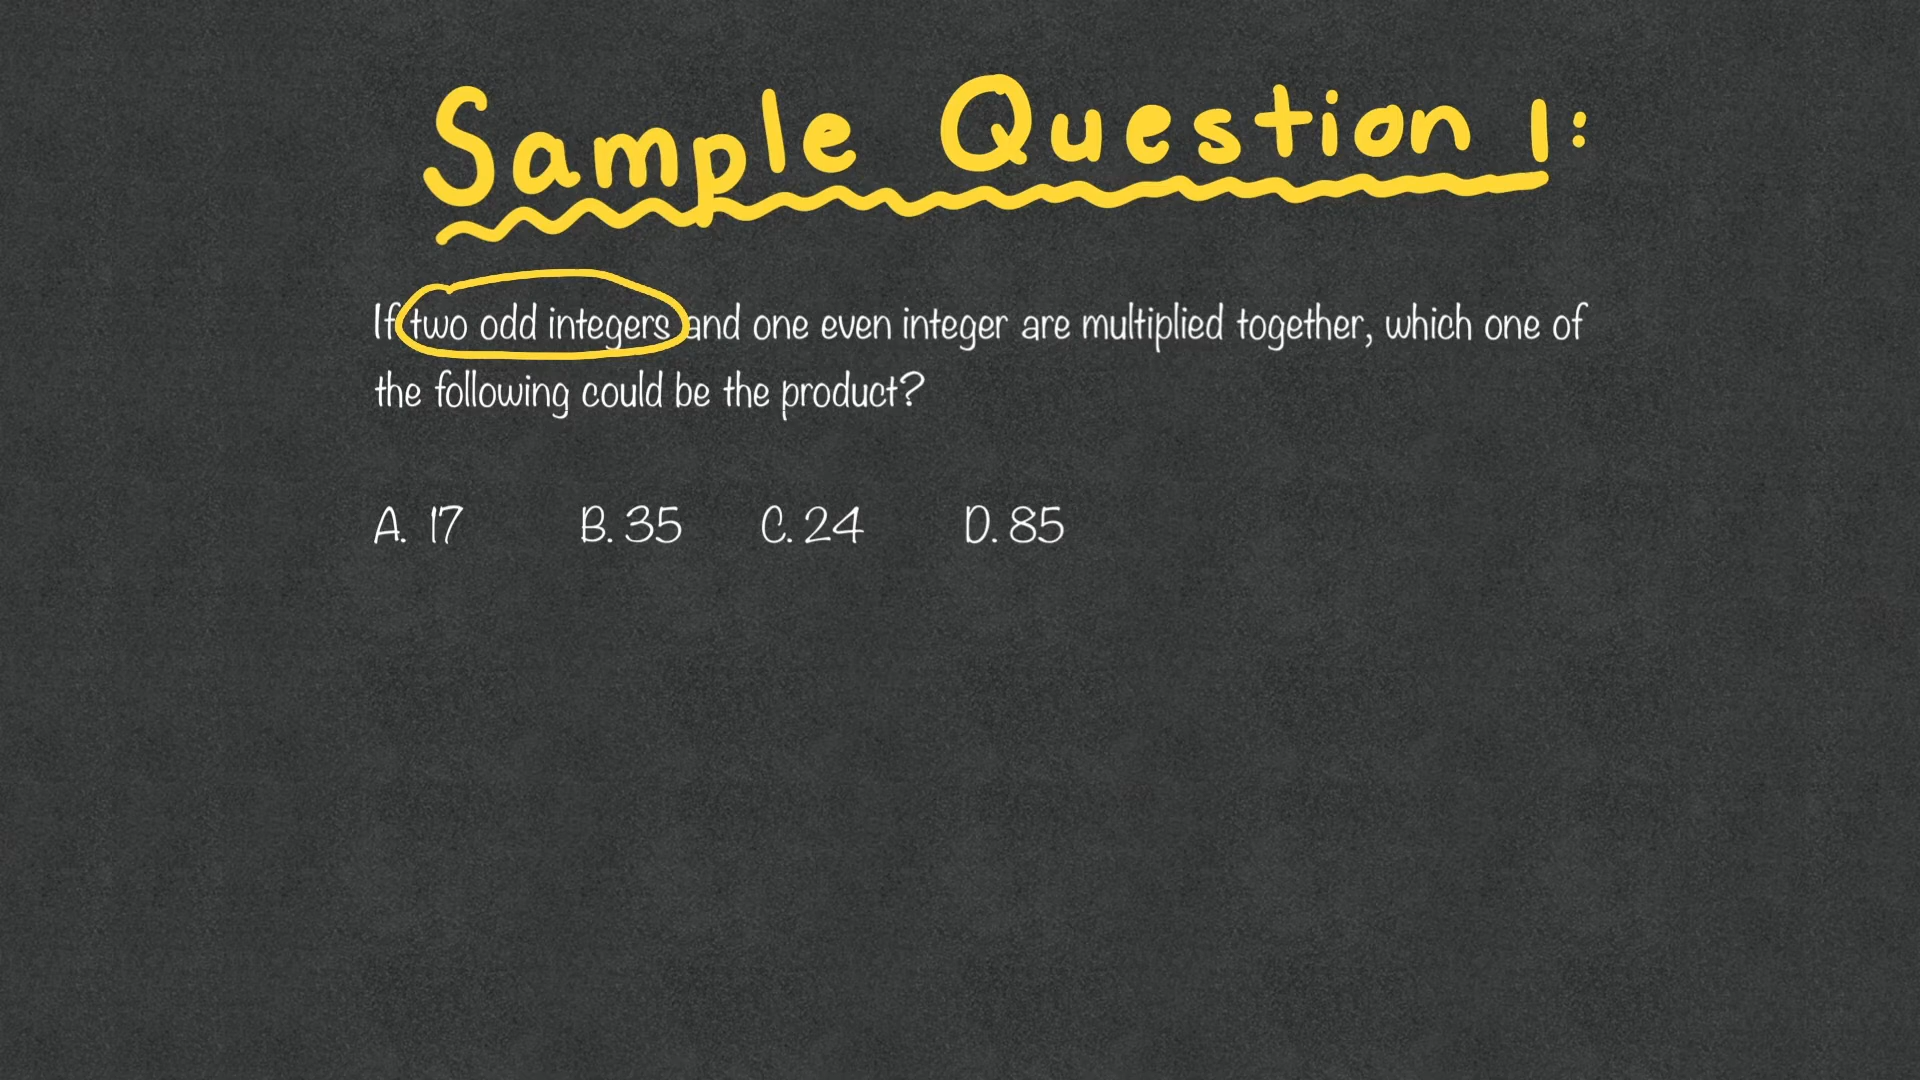 Sample Question 1:
If two odd integers and one even integer are multiplied together, which one of
the following could be the product?
A. 17 B. 35 C. 24 D. 85